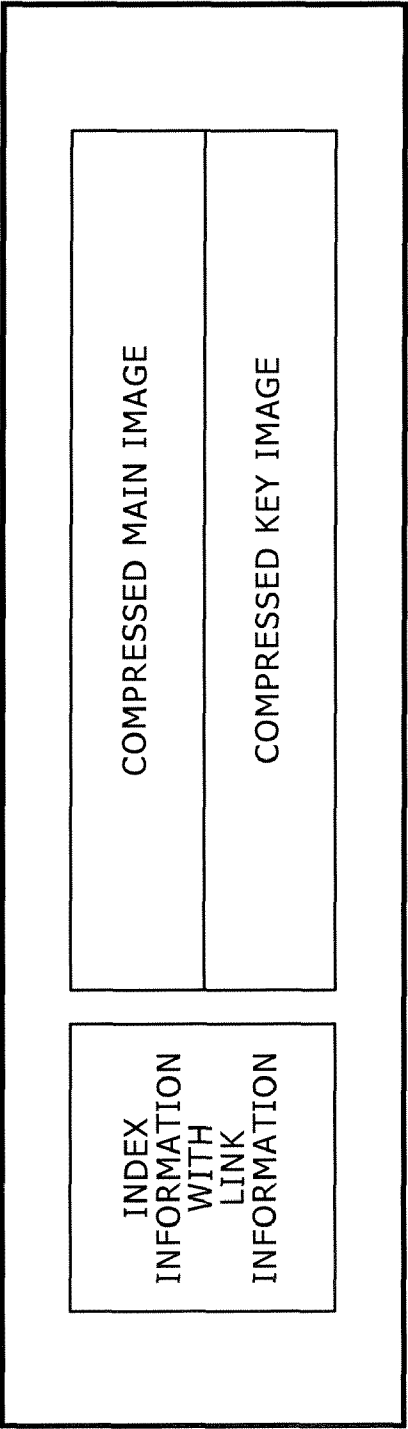 INDEX
INFORMATION
WITH
LINK
INFORMATION
COMPRESSED MAIN IMAGE
COMPRESSED KEY IMAGE